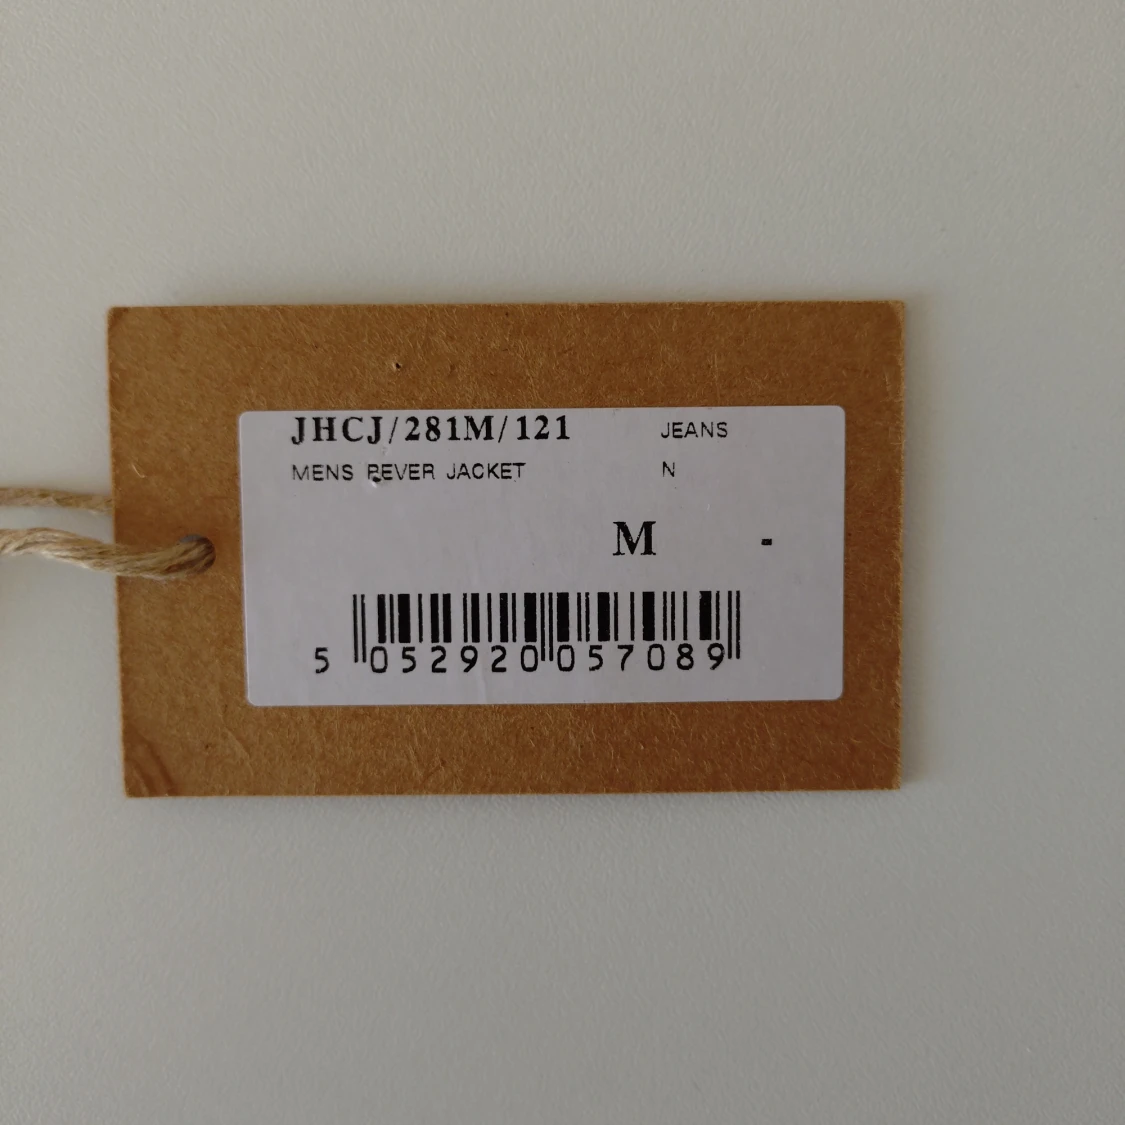 JHCJ/281M/121 JEANS
MENS REVER JACKET N
M -
5 052920 057089